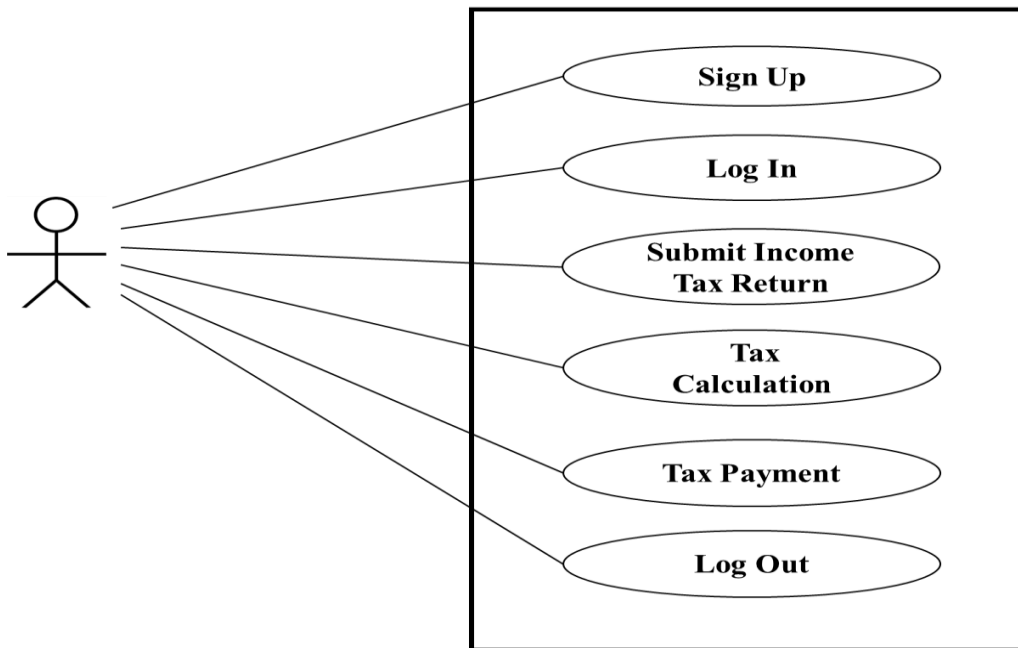 Sign Up
Log In
Submit Income
Tax Return
Tax
Calculation
Tax Payment
Log Out